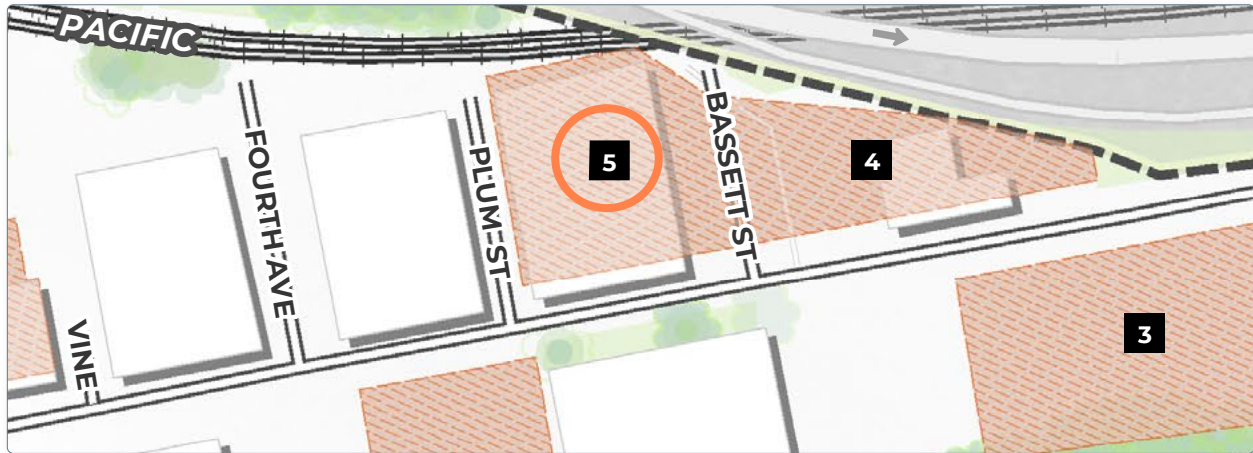 PACIFIC
FOURTH AVE
PLUM ST
BASSETT ST
VINE
5
4
3